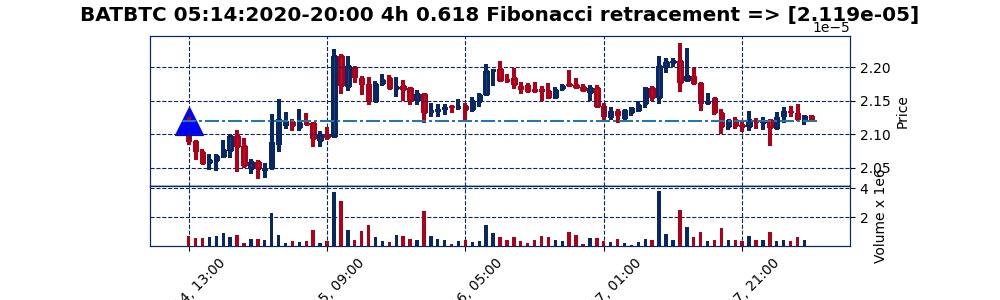 BATBTC 05:14:2020-20:00 4h 0.618 Fibonacci retracement => [2.119e-05]
1e−5
2.20
2.15
2.10
2.05
Price
4
2
Volume x 1e6
4, 13:00
5, 09:00
6, 05:00
7, 01:00
7, 21:00